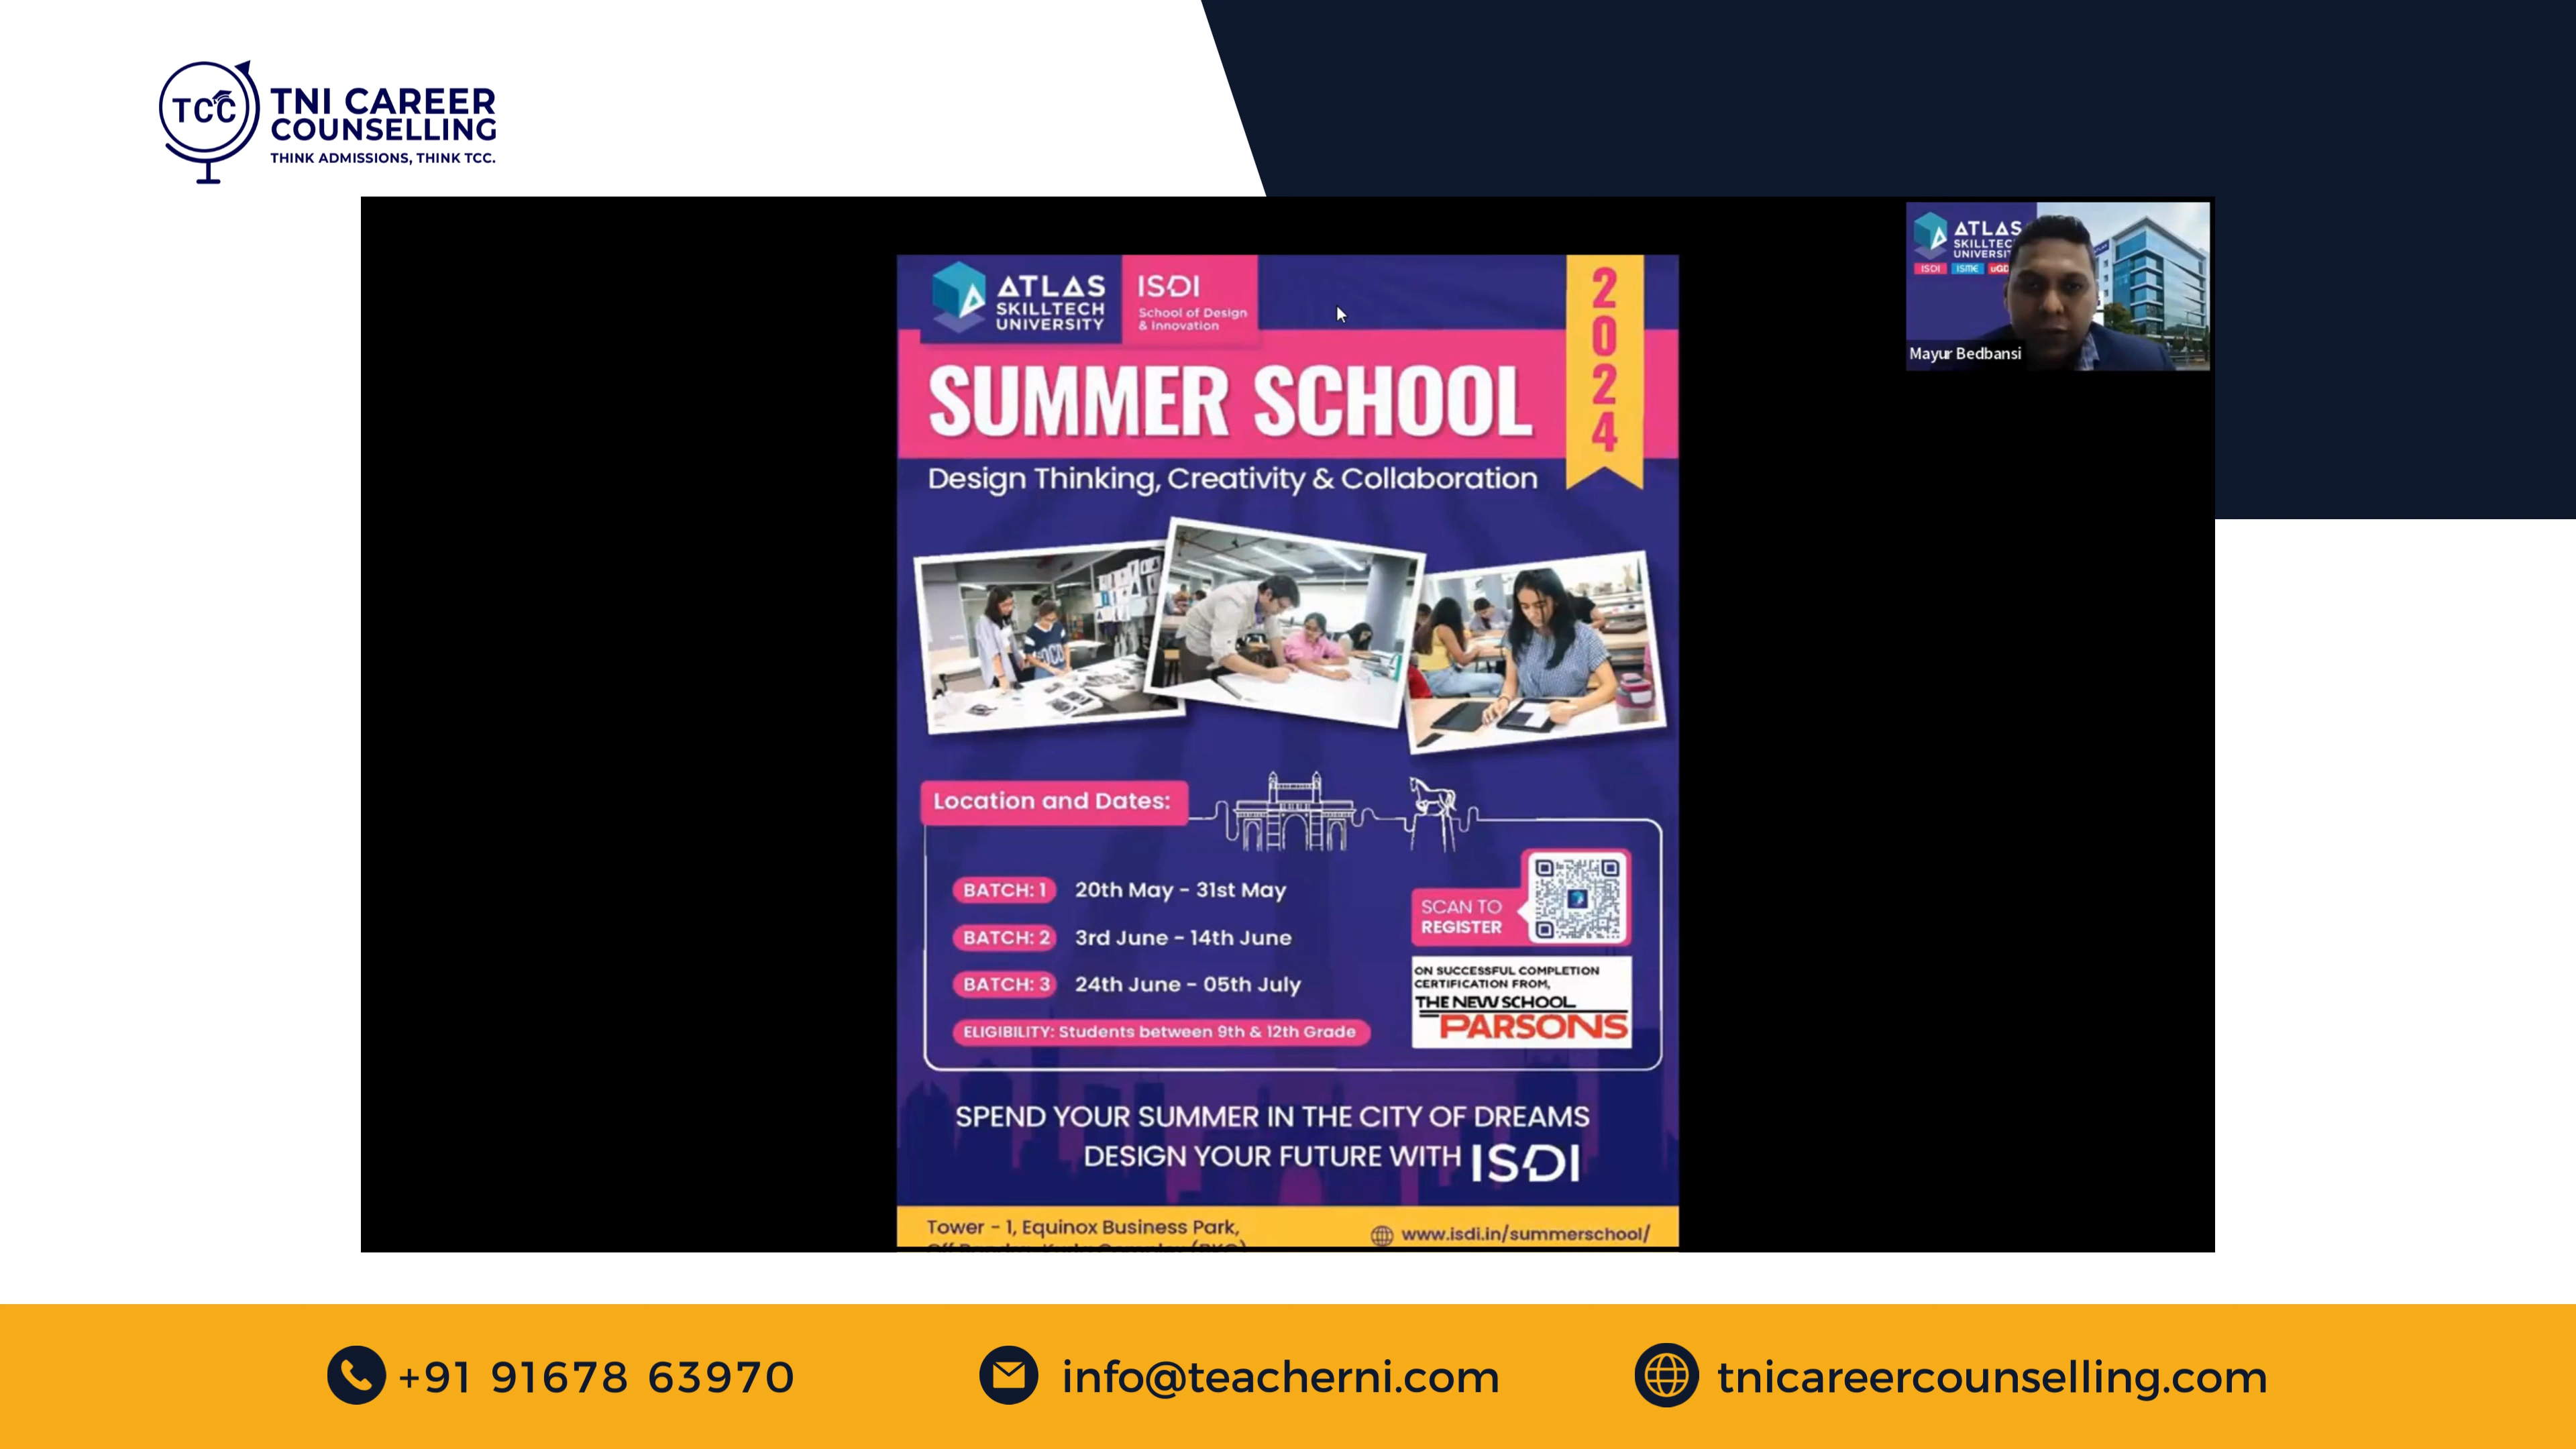 TCC
TNI CAREER
COUNSELLING
THINK ADMISSIONS, THINK TCC.
ATLAS
SKILLTECH
UNIVERSITY
ISDI
School of Design
& Innovation
2024
SUMMER SCHOOL
Design Thinking, Creativity & Collaboration
Location and Dates:
BATCH: 1 20th May - 31st May
BATCH: 2 3rd June - 14th June
BATCH: 3 24th June - 05th July
ELIGIBILITY: Students between 9th & 12th Grade
SCAN TO
REGISTER
ON SUCCESSFUL COMPLETION
CERTIFICATION FROM,
THE NEW SCHOOL
PARSONS
SPEND YOUR SUMMER IN THE CITY OF DREAMS
DESIGN YOUR FUTURE WITH ISDI
Tower - 1, Equinox Business Park,
www.isdi.in/summerschool/
ATLAS
SKILLTEC
UNIVERSI
ISDI ISME uGD
Mayur Bedbansi
+91 91678 63970
info@teacherni.com
tnicareercounselling.com